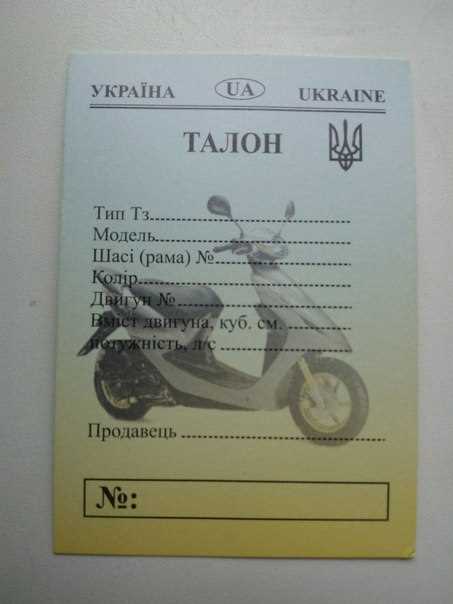 УКРАЇНА UA UKRAINE
ТАЛОН
Тип Тз
Модель
Шасі (рама) №
Колір
Двигун №
Вміст двигуна, куб. см.
потужність, л/с
Продавець
№: